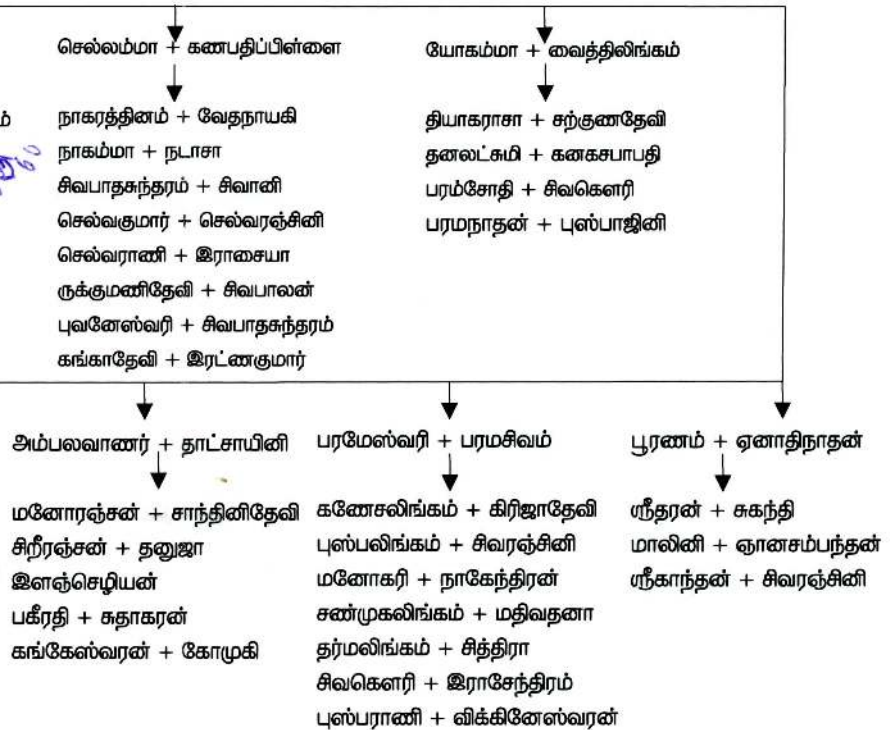 செல்லம்மா + கணபதிப்பிள்ளை
நாகரத்தினம் + வேதநாயகி
நாகம்மா + நடாசா
சிவபாதசுந்தரம் + சிவானி
செல்வகுமார் + செல்வரஞ்சினி
செல்வராணி + இராசையா
ருக்குமணிதேவி + சிவபாலன்
புவனேஸ்வரி + சிவபாதசுந்தரம்
கங்காதேவி + இரட்ணகுமார்
யோகம்மா + வைத்திலிங்கம்
தியாகராசா + சற்குணதேவி
தனலட்சுமி + கனகசபாபதி
பரம்சோதி + சிவகௌரி
பரமநாதன் + புஸ்பாஜினி
அம்பலவாணர் + தாட்சாயினி
மனோரஞ்சன் + சாந்தினிதேவி
சிறீரஞ்சன் + தனுஜா
இளஞ்செழியன்
பகீரதி + சுதாகரன்
கங்கேஸ்வரன் + கோமுகி
பரமேஸ்வரி + பரமசிவம்
கணேசலிங்கம் + கிரிஜாதேவி
புஸ்பலிங்கம் + சிவரஞ்சினி
மனோகரி + நாகேந்திரன்
சண்முகலிங்கம் + மதிவதனா
தர்மலிங்கம் + சித்திரா
சிவகௌரி + இராசேந்திரம்
புஸ்பராணி + விக்கினேஸ்வரன்
பூரணம் + ஏனாதிநாதன்
ஸ்ரீதரன் + சுகந்தி
மாலினி + ஞானசம்பந்தன்
ஸ்ரீகாந்தன் + சிவரஞ்சினி